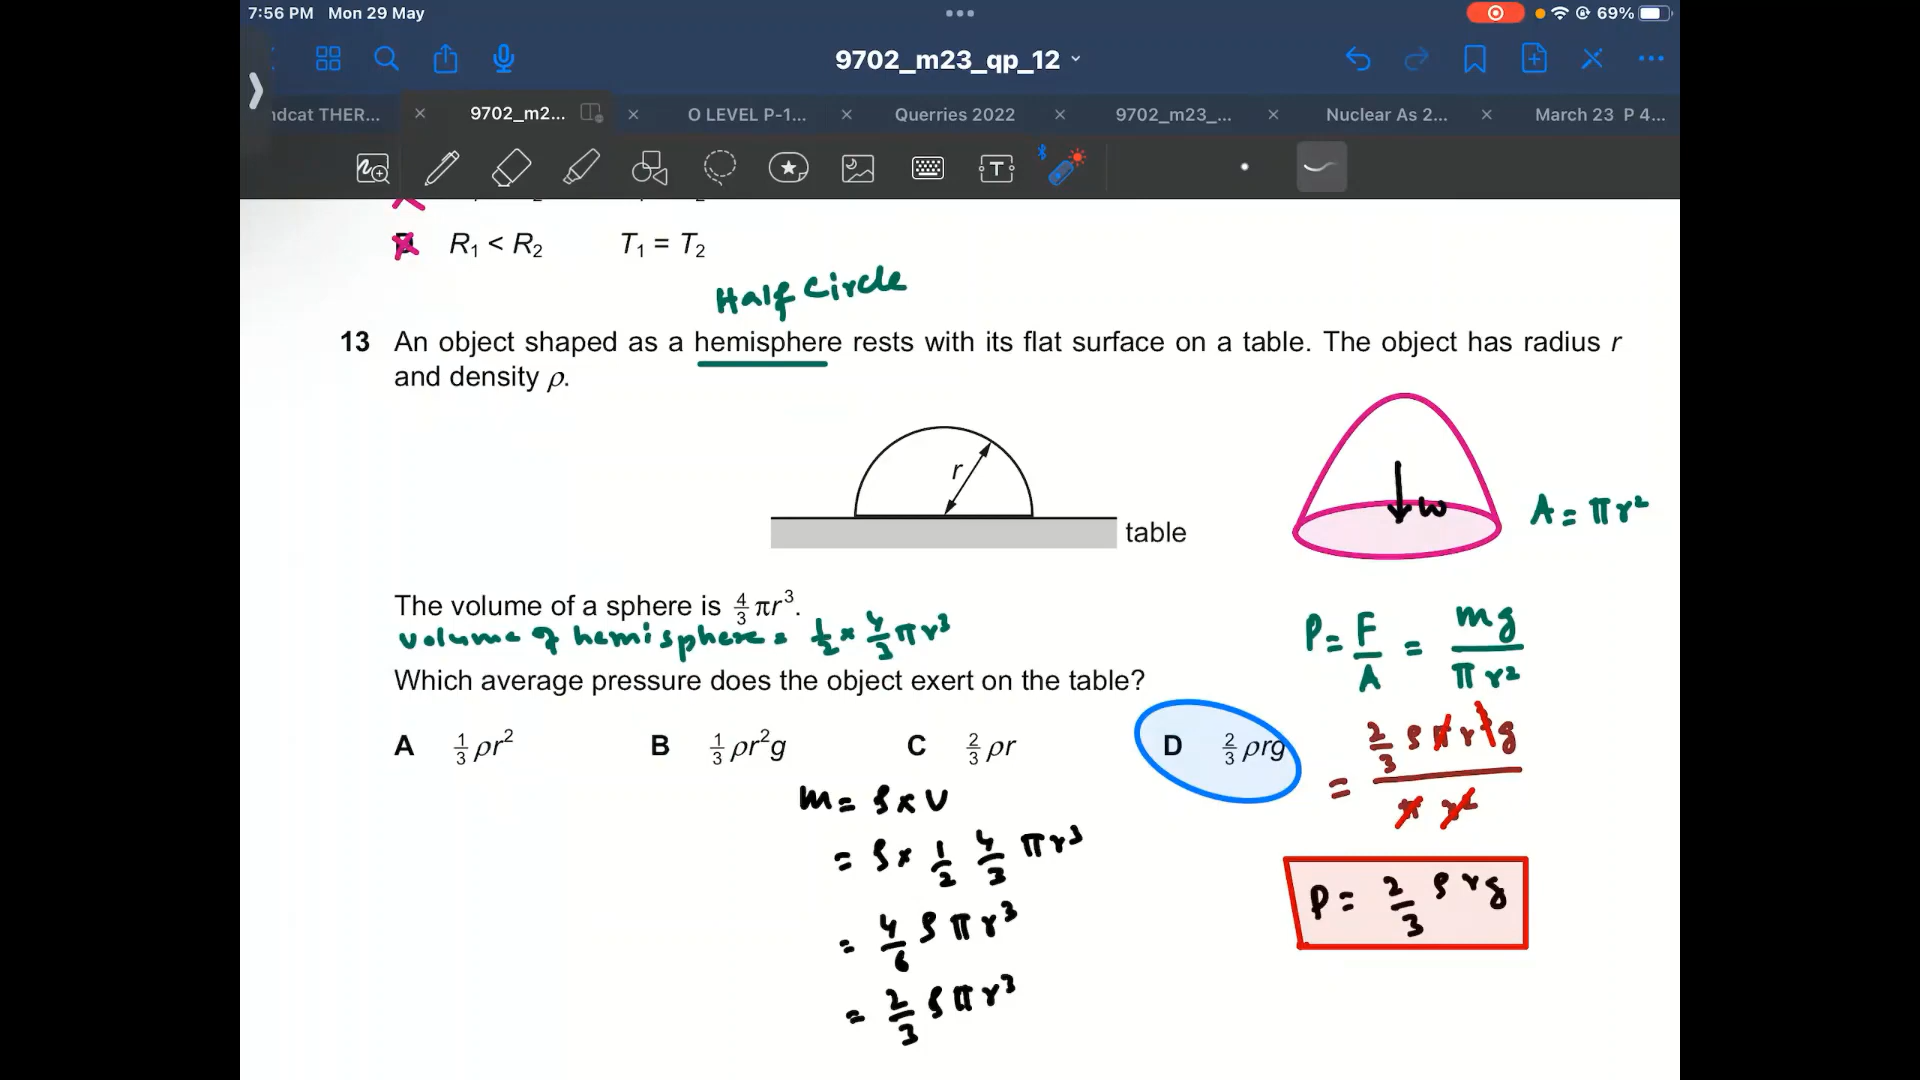 7:56 PM Mon 29 May
69%
9702_m23_qp_12
ndcat THER...
9702_m2...
O LEVEL P-1...
Querries 2022
9702_m23_...
Nuclear As 2...
March 23 P 4...
R₁ < R₂ T₁ = T₂
Half Circle
13 An object shaped as a hemisphere rests with its flat surface on a table. The object has radius r
and density ρ.
r
table
w
A = πr²
The volume of a sphere is 4/3 πr³.
volume of hemisphere = 1/2 × 4/3 πr³
Which average pressure does the object exert on the table?
A 1/3 ρr² B 1/3 ρr²g C 2/3 ρr D 2/3 ρrg
m = ρ × v
= ρ × 1/2 4/3 πr³
= 4/6 ρπr³
= 2/3 ρπr³
P = F/A = mg/πr²
P = 2/3 ρrg